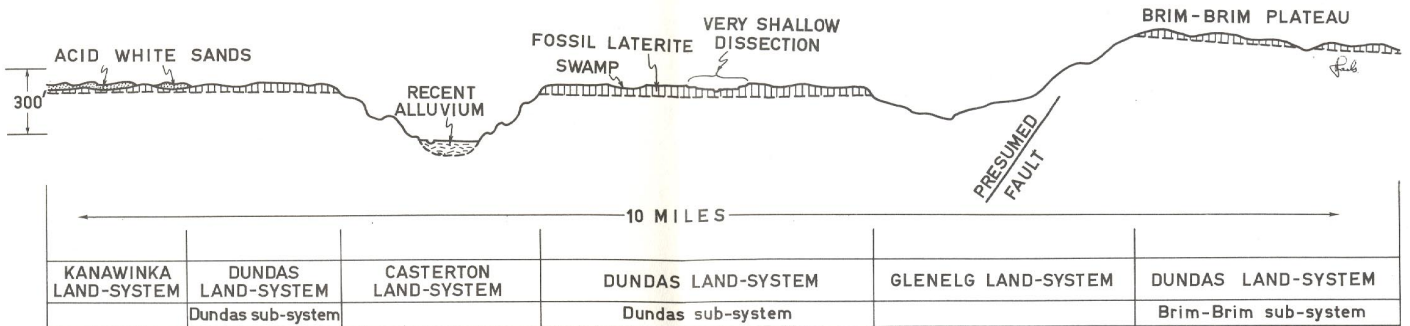 BRIM-BRIM PLATEAU
VERY SHALLOW
DISSECTION
FOSSIL LATERITE
SWAMP
ACID WHITE SANDS
300'
RECENT
ALLUVIUM
PRESUMED
FAULT
10 MILES
KANAWINKA
LAND-SYSTEM
DUNDAS
LAND-SYSTEM
CASTERTON
LAND-SYSTEM
DUNDAS LAND-SYSTEM
GLENELG LAND-SYSTEM
DUNDAS LAND-SYSTEM
Dundas sub-system
Dundas sub-system
Brim-Brim sub-system